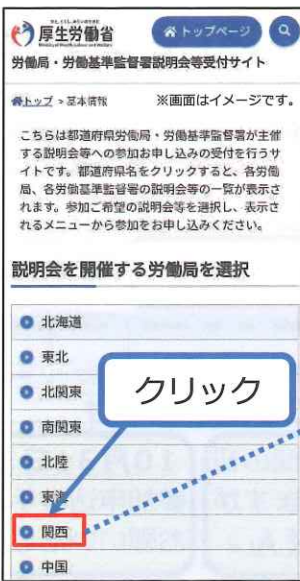 厚生労働省
トップページ
労働局・労働基準監督署説明会等受付サイト
トップ > 基本情報
※画面はイメージです。
こちらは都道府県労働局・労働基準監督署が主催
する説明会等への参加お申し込みの受付を行うサ
イトです。都道府県名をクリックすると、各労働
局、各労働基準監督署の説明会等の一覧が表示さ
れます。参加ご希望の説明会等を選択し、表示さ
れるメニューから参加をお申し込みください。
説明会を開催する労働局を選択
北海道
東北
北関東
クリック
南関東
北陸
東海
関西
中国